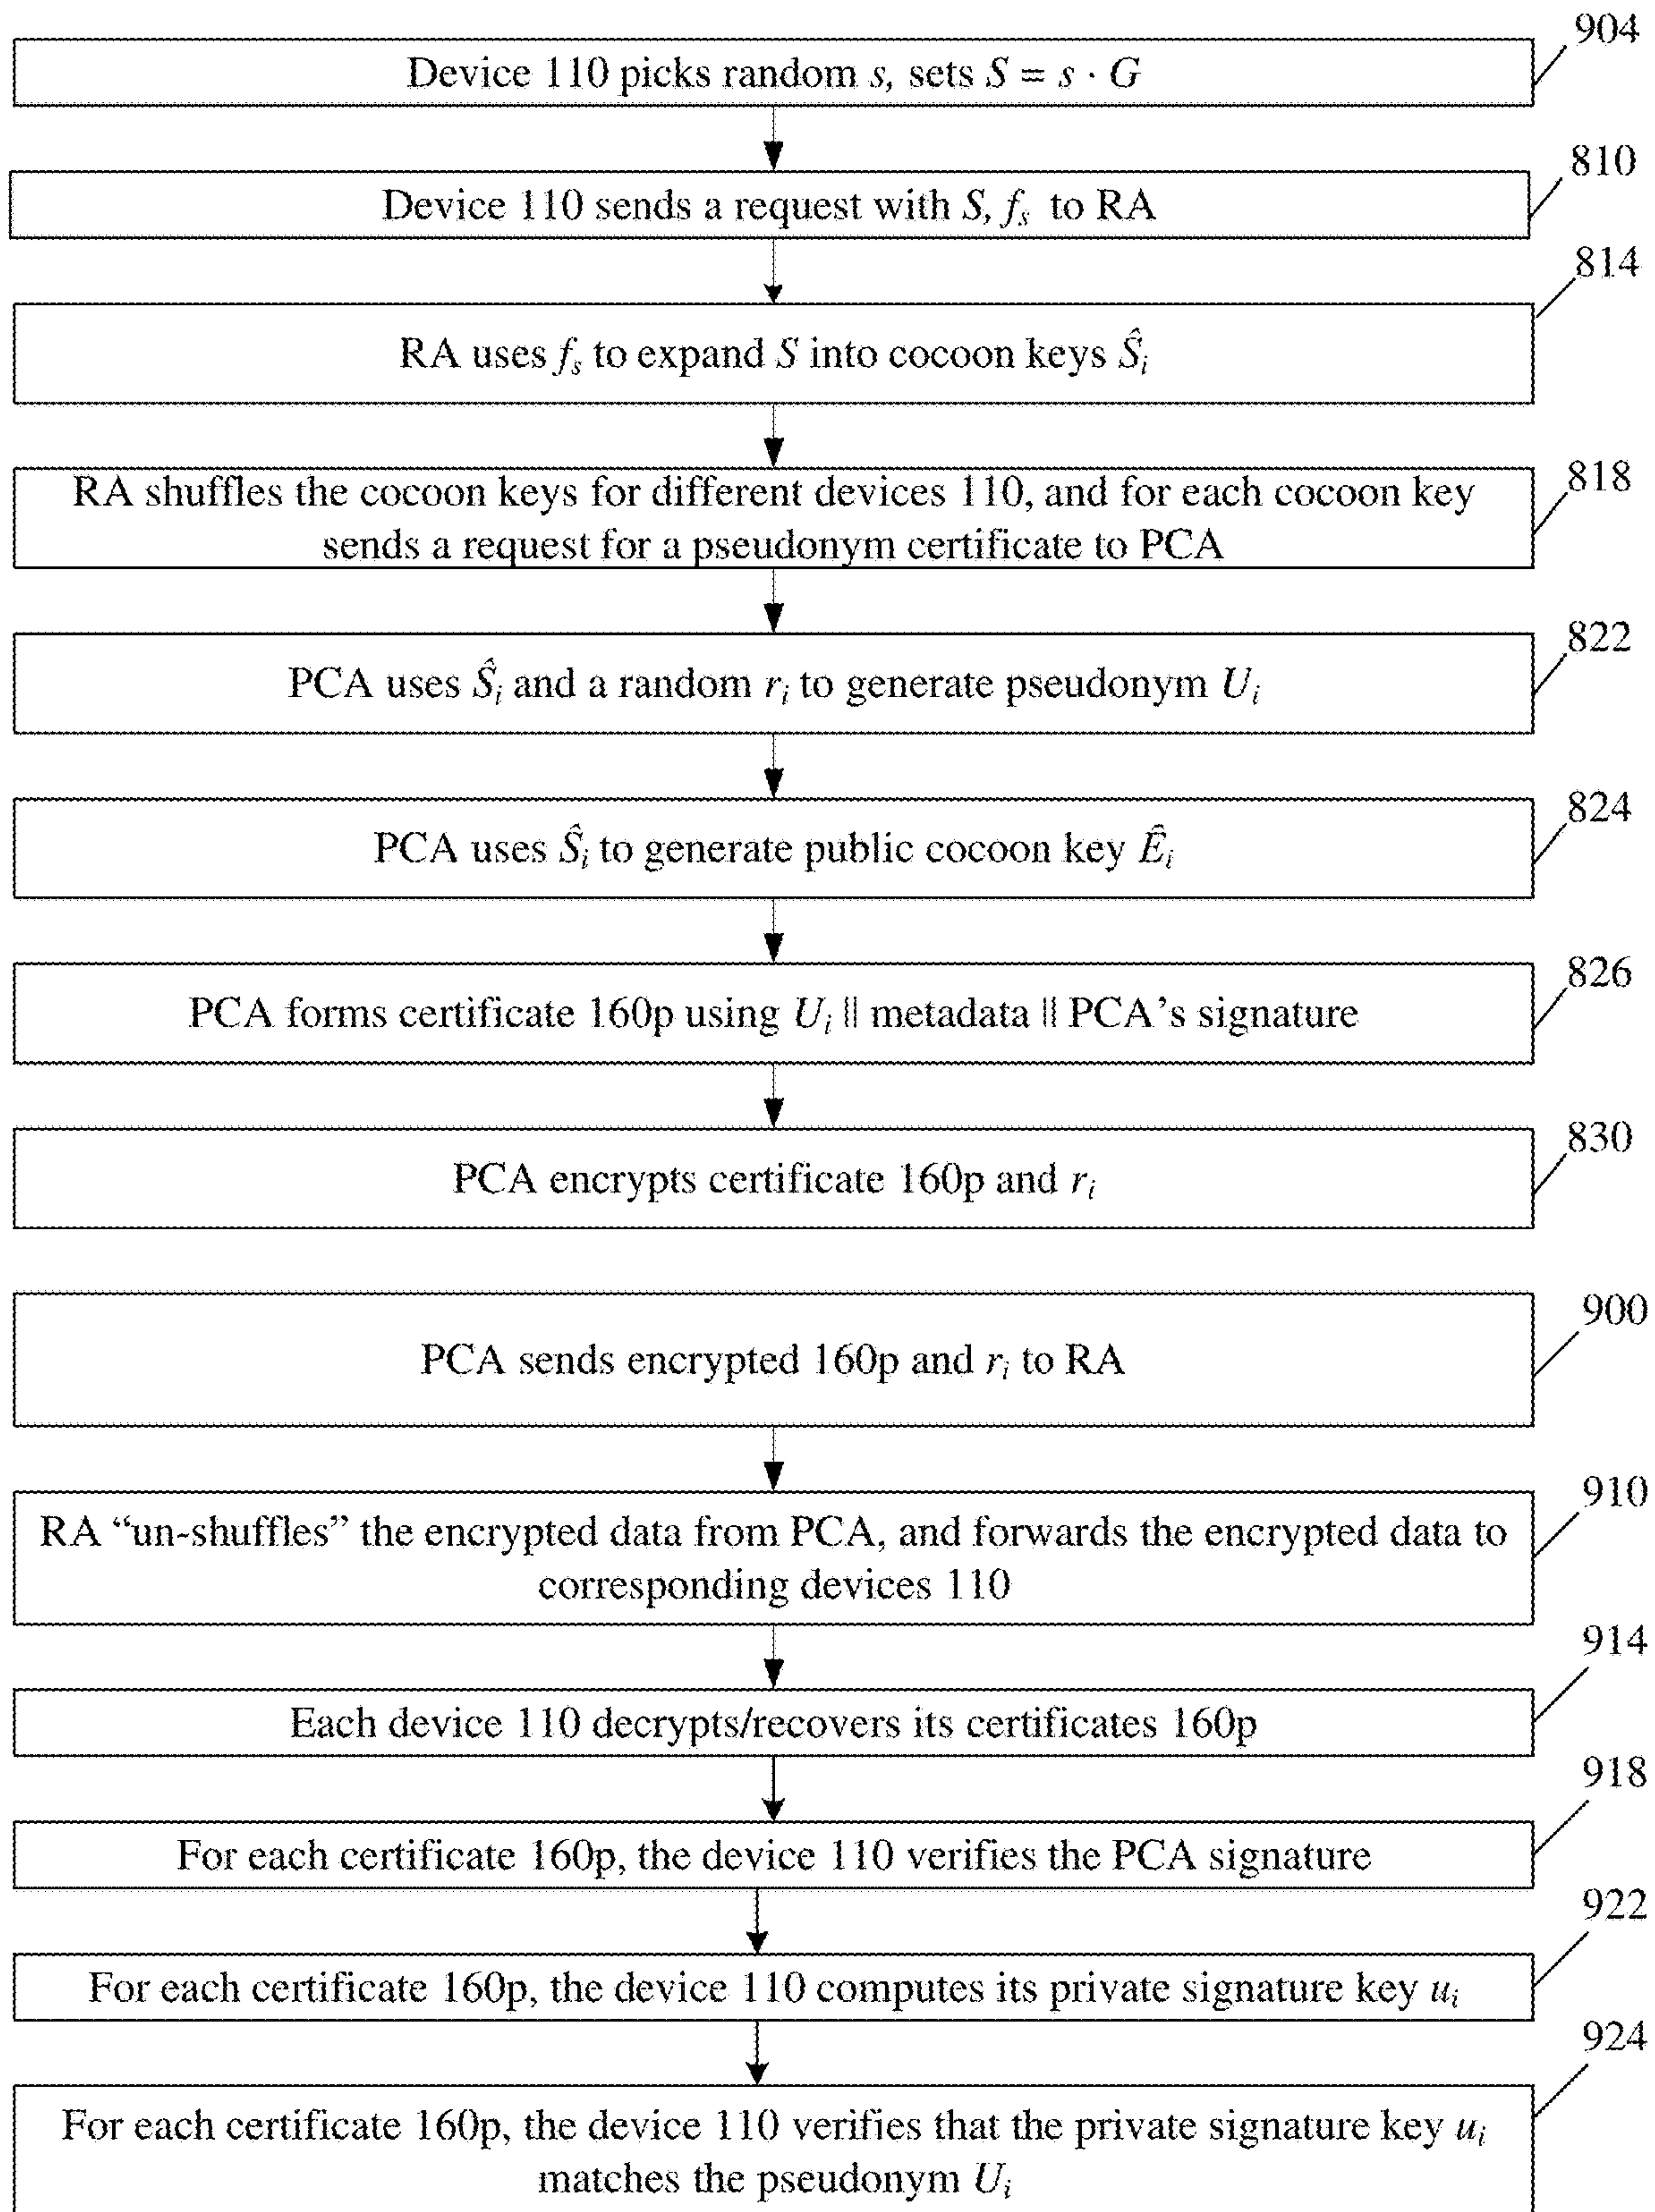 904
Device 110 picks random s, sets S = s · G
810
Device 110 sends a request with S, fₛ to RA
814
RA uses fₛ to expand S into cocoon keys Ŝᵢ
818
RA shuffles the cocoon keys for different devices 110, and for each cocoon key
sends a request for a pseudonym certificate to PCA
822
PCA uses Ŝᵢ and a random rᵢ to generate pseudonym Uᵢ
824
PCA uses Ŝᵢ to generate public cocoon key Êᵢ
826
PCA forms certificate 160p using Uᵢ || metadata || PCA's signature
830
PCA encrypts certificate 160p and rᵢ
900
PCA sends encrypted 160p and rᵢ to RA
910
RA “un-shuffles” the encrypted data from PCA, and forwards the encrypted data to
corresponding devices 110
914
Each device 110 decrypts/recovers its certificates 160p
918
For each certificate 160p, the device 110 verifies the PCA signature
922
For each certificate 160p, the device 110 computes its private signature key uᵢ
924
For each certificate 160p, the device 110 verifies that the private signature key uᵢ
matches the pseudonym Uᵢ